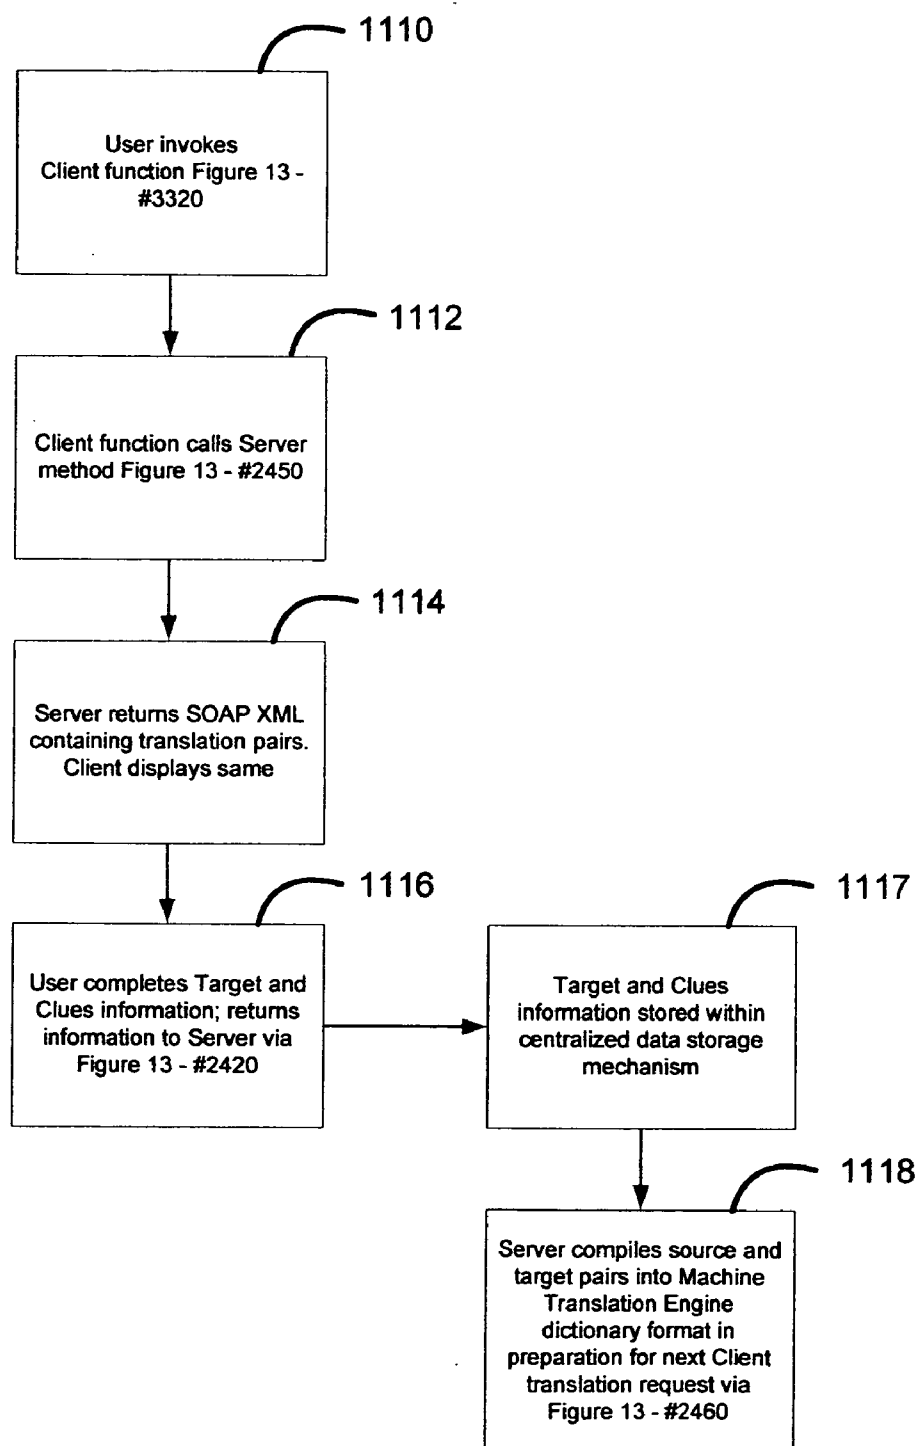 1110
User invokes
Client function Figure 13 -
#3320
1112
Client function calls Server
method Figure 13 - #2450
1114
Server returns SOAP XML
containing translation pairs.
Client displays same
1116
User completes Target and
Clues information; returns
information to Server via
Figure 13 - #2420
1117
Target and Clues
information stored within
centralized data storage
mechanism
1118
Server compiles source and
target pairs into Machine
Translation Engine
dictionary format in
preparation for next Client
translation request via
Figure 13 - #2460